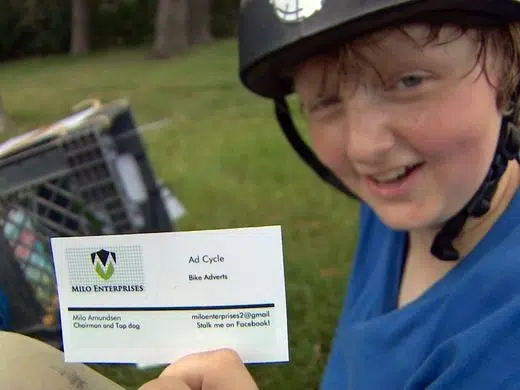 MILO ENTERPRISES
Ad Cycle
Bike Adverts
Milo Amundsen
Chairman and Top dog
miloenterprises2@gmail
Stalk me on Facebook!